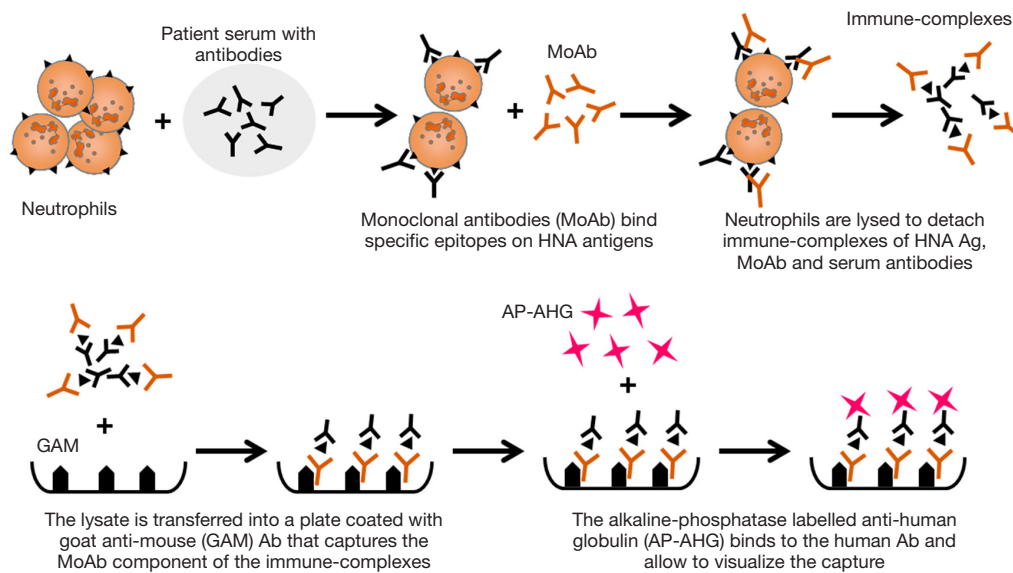 Patient serum with
antibodies
Immune-complexes
MoAb
Neutrophils
Monoclonal antibodies (MoAb) bind
specific epitopes on HNA antigens
Neutrophils are lysed to detach
immune-complexes of HNA Ag,
MoAb and serum antibodies
AP-AHG
GAM
The lysate is transferred into a plate coated with
goat anti-mouse (GAM) Ab that captures the
MoAb component of the immune-complexes
The alkaline-phosphatase labelled anti-human
globulin (AP-AHG) binds to the human Ab and
allow to visualize the capture